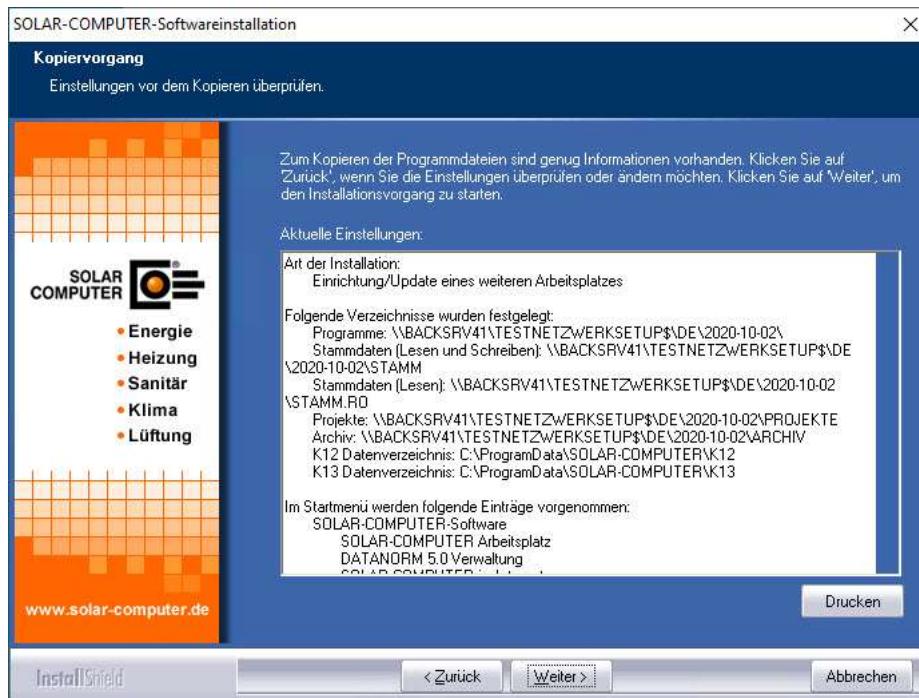 SOLAR-COMPUTER-Softwareinstallation
Kopiervorgang
Einstellungen vor dem Kopieren überprüfen.
Zum Kopieren der Programmdateien sind genug Informationen vorhanden. Klicken Sie auf
'Zurück', wenn Sie die Einstellungen überprüfen oder ändern möchten. Klicken Sie auf 'Weiter', um
den Installationsvorgang zu starten.
Aktuelle Einstellungen:
Art der Installation:
Einrichtung/Update eines weiteren Arbeitsplatzes
Folgende Verzeichnisse wurden festgelegt:
Programme: \\BACKSRV41\TESTNETZWERKSETUP$\DE\2020-10-02\
Stammdaten (Lesen und Schreiben): \\BACKSRV41\TESTNETZWERKSETUP$\DE
\2020-10-02\STAMM
Stammdaten (Lesen): \\BACKSRV41\TESTNETZWERKSETUP$\DE\2020-10-02
\STAMM.RO
Projekte: \\BACKSRV41\TESTNETZWERKSETUP$\DE\2020-10-02\PROJEKTE
Archiv: \\BACKSRV41\TESTNETZWERKSETUP$\DE\2020-10-02\ARCHIV
K12 Datenverzeichnis: C:\ProgramData\SOLAR-COMPUTER\K12
K13 Datenverzeichnis: C:\ProgramData\SOLAR-COMPUTER\K13
Im Startmenü werden folgende Einträge vorgenommen:
SOLAR-COMPUTER-Software
SOLAR-COMPUTER Arbeitsplatz
DATANORM 5.0 Verwaltung
SOLAR
COMPUTER
®
• Energie
• Heizung
• Sanitär
• Klima
• Lüftung
www.solar-computer.de
Drucken
InstallShield
< Zurück
Weiter >
Abbrechen